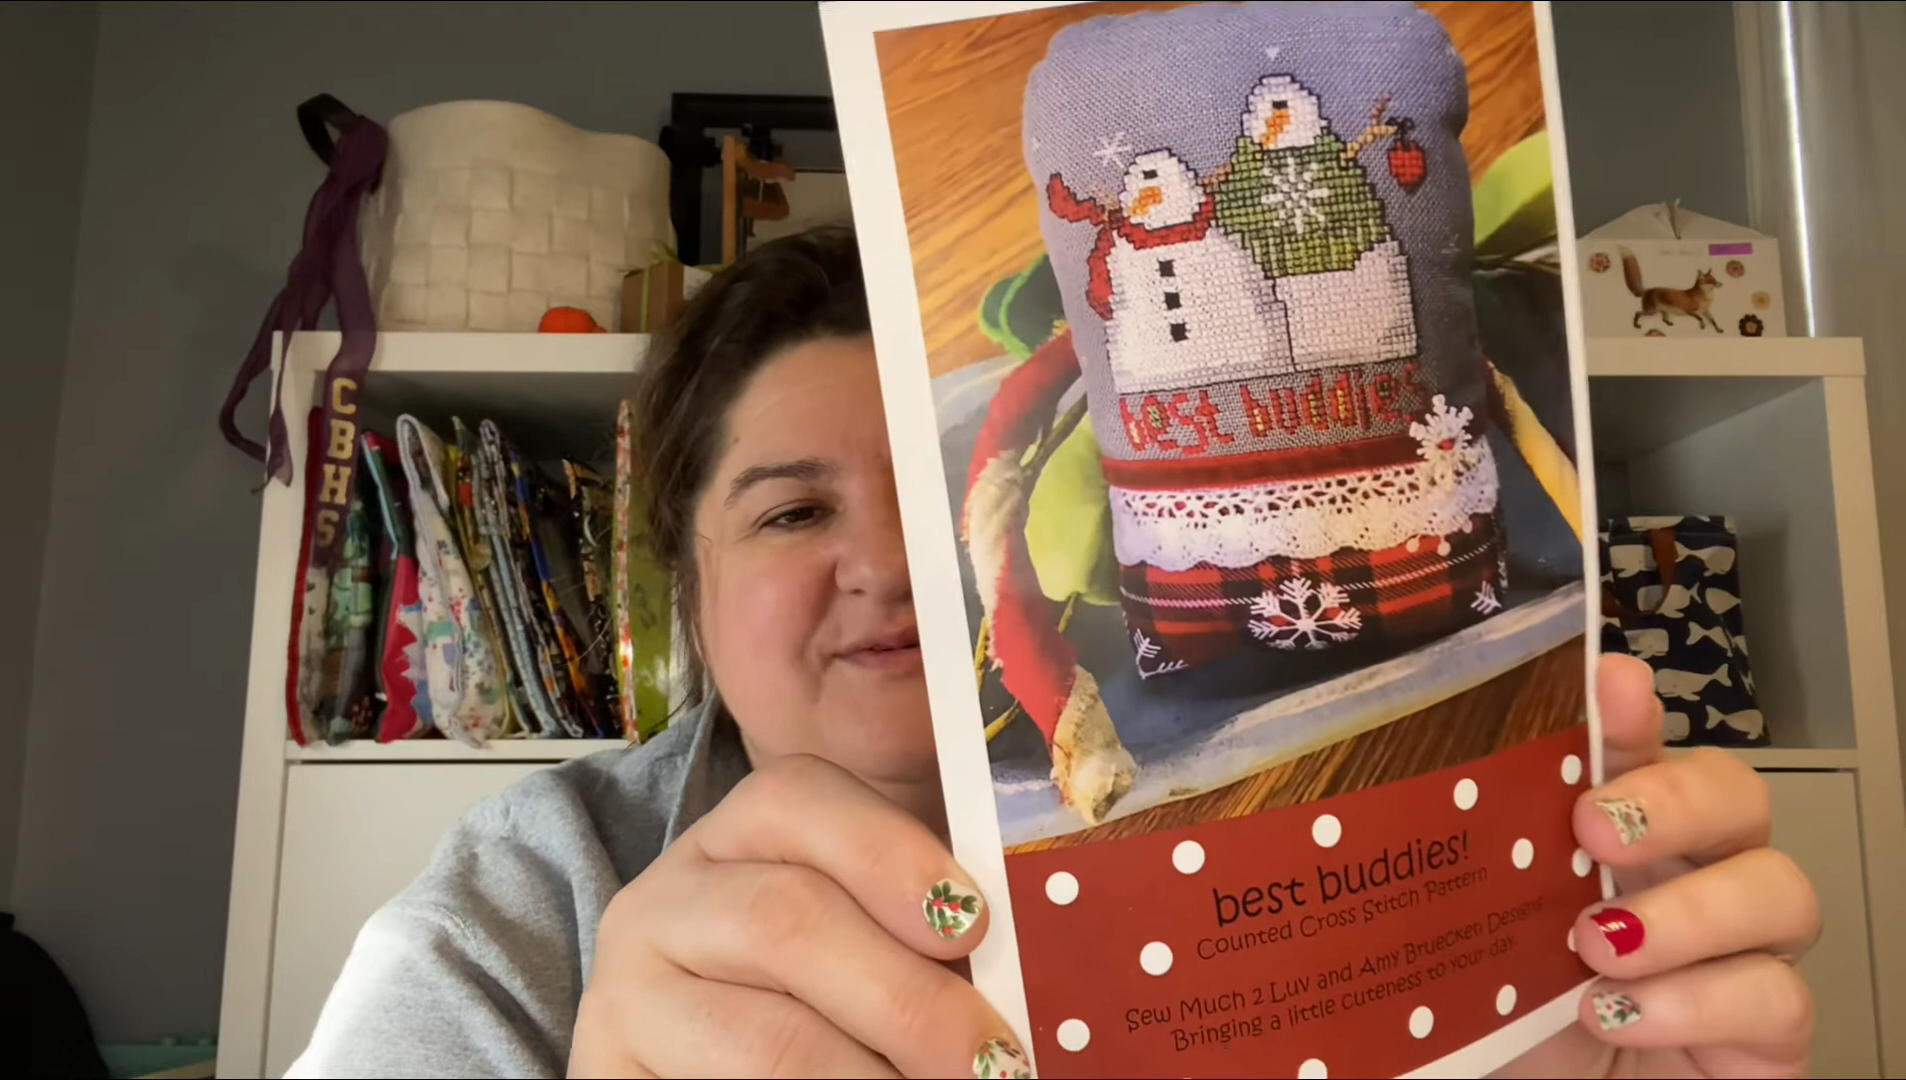 CBHS
best buddies
best buddies!
Counted Cross Stitch Pattern
Sew Much 2 Luv and Amy Bruecken Designs
Bringing a little cuteness to your day.